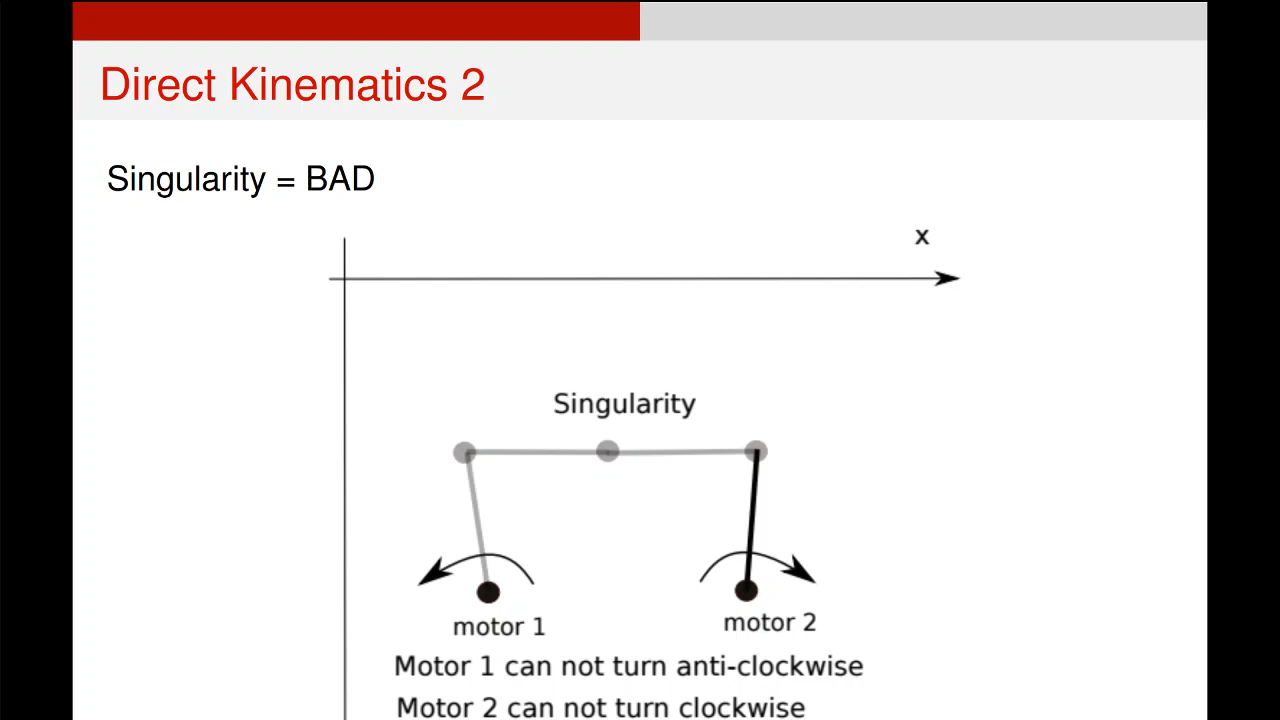 Direct Kinematics 2
Singularity = BAD
x
Singularity
motor 1
motor 2
Motor 1 can not turn anti-clockwise
Motor 2 can not turn clockwise